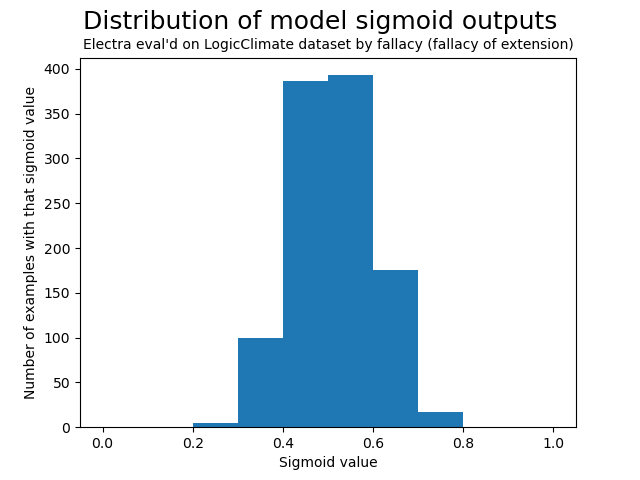 Distribution of model sigmoid outputs
Electra eval'd on LogicClimate dataset by fallacy (fallacy of extension)
Number of examples with that sigmoid value
400
350
300
250
200
150
100
50
0
0.0 0.2 0.4 0.6 0.8 1.0
Sigmoid value